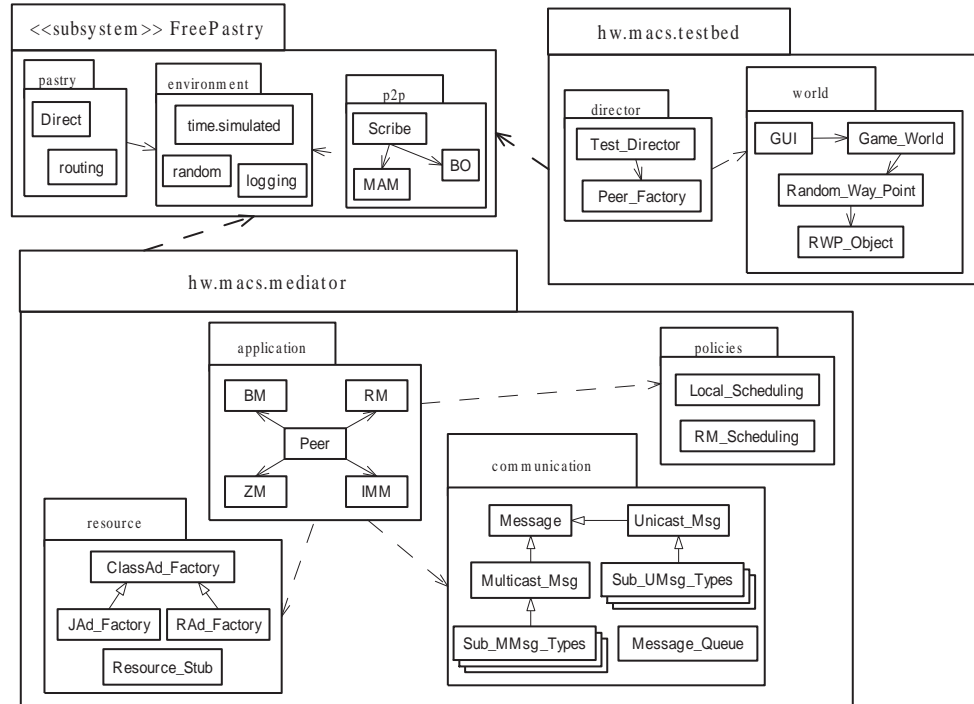 <<subsystem>> FreePastry
pastry
Direct
routing
environment
time.simulated
random
logging
p2p
Scribe
MAM
BO
hw.macs.testbed
director
Test_Director
Peer_Factory
world
GUI
Game_World
Random_Way_Point
RWP_Object
hw.macs.mediator
application
BM
RM
Peer
ZM
IMM
policies
Local_Scheduling
RM_Scheduling
resource
ClassAd_Factory
JAd_Factory
RAd_Factory
Resource_Stub
communication
Message
Unicast_Msg
Multicast_Msg
Sub_UMsg_Types
Sub_MMsg_Types
Message_Queue